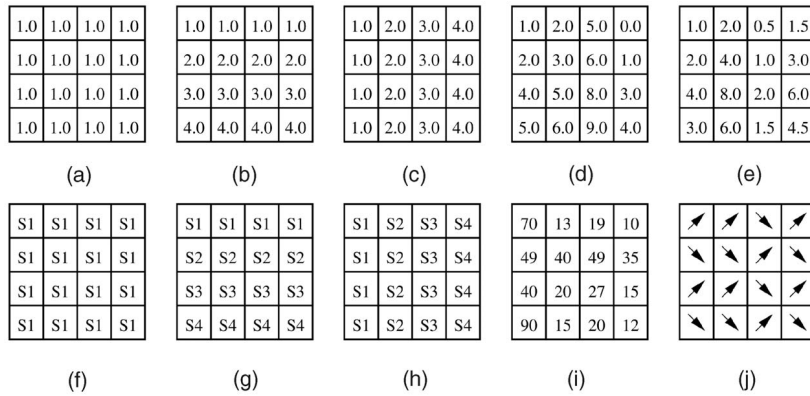 1.0 1.0 1.0 1.0 1.0 1.0 1.0 1.0 1.0 2.0 3.0 4.0 1.0 2.0 5.0 0.0 1.0 2.0 0.5 1.5
1.0 1.0 1.0 1.0 2.0 2.0 2.0 2.0 1.0 2.0 3.0 4.0 2.0 3.0 6.0 1.0 2.0 4.0 1.0 3.0
1.0 1.0 1.0 1.0 3.0 3.0 3.0 3.0 1.0 2.0 3.0 4.0 4.0 5.0 8.0 3.0 4.0 8.0 2.0 6.0
1.0 1.0 1.0 1.0 4.0 4.0 4.0 4.0 1.0 2.0 3.0 4.0 5.0 6.0 9.0 4.0 3.0 6.0 1.5 4.5
(a) (b) (c) (d) (e)
S1 S1 S1 S1 S1 S1 S1 S1 S1 S2 S3 S4 70 13 19 10
S1 S1 S1 S1 S2 S2 S2 S2 S1 S2 S3 S4 49 40 49 35
S1 S1 S1 S1 S3 S3 S3 S3 S1 S2 S3 S4 40 20 27 15
S1 S1 S1 S1 S4 S4 S4 S4 S1 S2 S3 S4 90 15 20 12
(f) (g) (h) (i) (j)